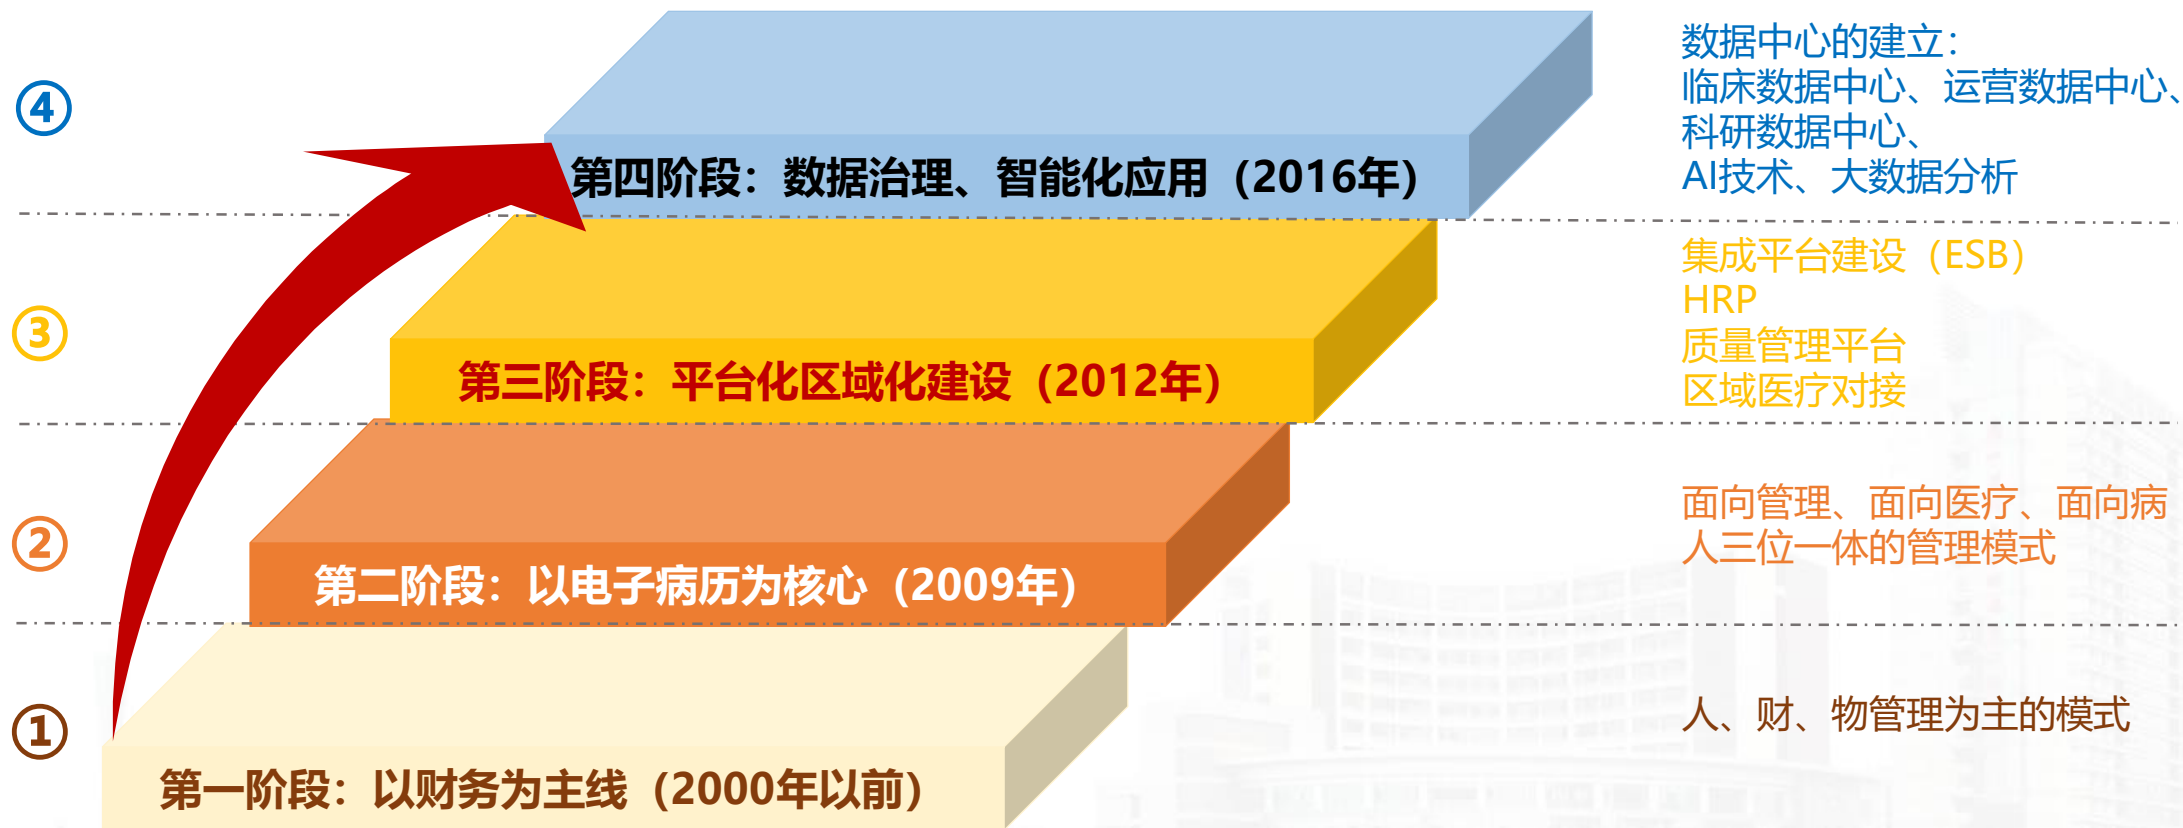 ④
第四阶段：数据治理、智能化应用（2016年）
数据中心的建立：
临床数据中心、运营数据中心、
科研数据中心、
AI技术、大数据分析
③
第三阶段：平台化区域化建设（2012年）
集成平台建设（ESB）
HRP
质量管理平台
区域医疗对接
②
第二阶段：以电子病历为核心（2009年）
面向管理、面向医疗、面向病
人三位一体的管理模式
①
第一阶段：以财务为主线（2000年以前）
人、财、物管理为主的模式